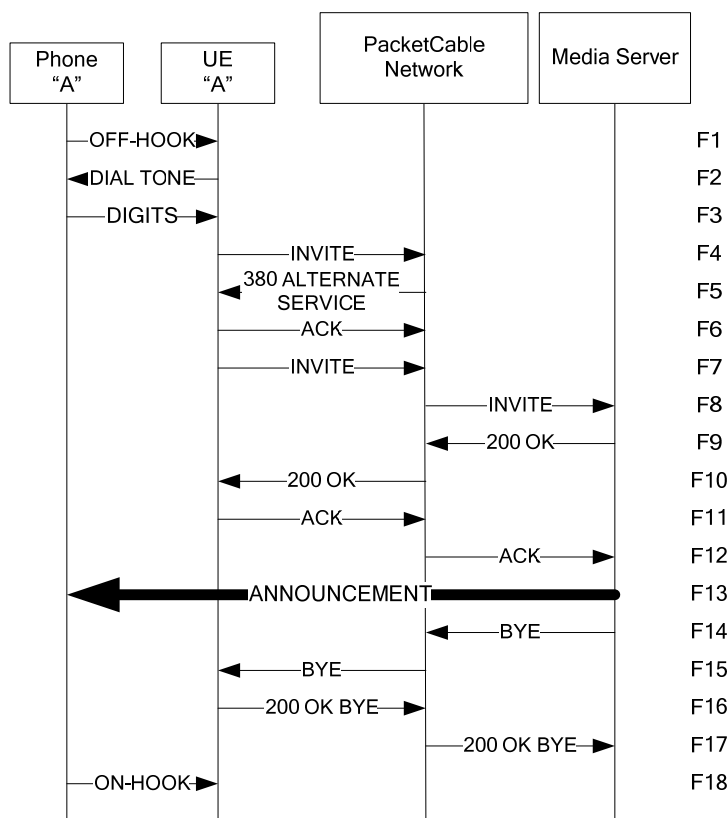 Phone
“A”
UE
“A”
PacketCable
Network
Media Server
OFF-HOOK F1
DIAL TONE F2
DIGITS F3
INVITE F4
380 ALTERNATE
SERVICE F5
ACK F6
INVITE F7
INVITE F8
200 OK F9
200 OK F10
ACK F11
ACK F12
ANNOUNCEMENT F13
BYE F14
BYE F15
200 OK BYE F16
200 OK BYE F17
ON-HOOK F18